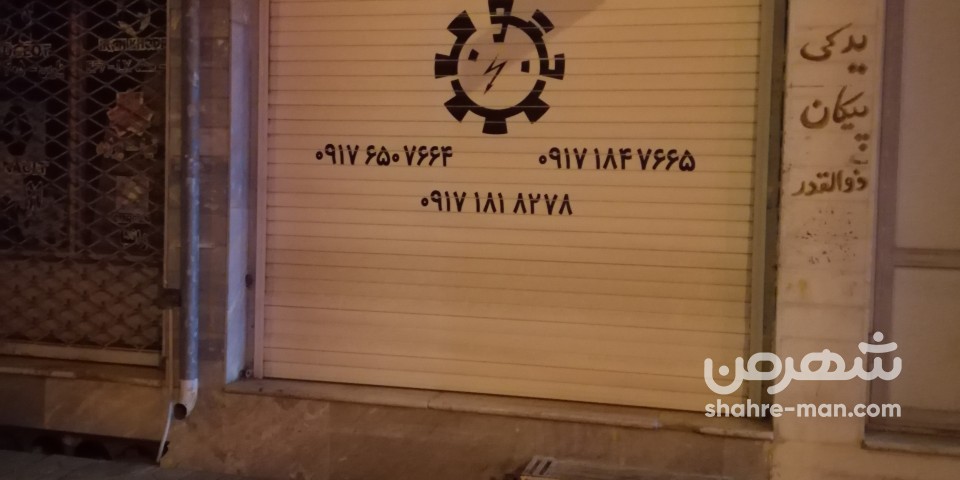 یدکی
پیکان
ذوالقدر
۰۹۱۷ ۱۸۴ ۷۶۶۵
۰۹۱۷ ۶۵۰ ۷۶۶۴
۰۹۱۷ ۱۸۱ ۸۲۷۸
شهرمن
shahre-man.com